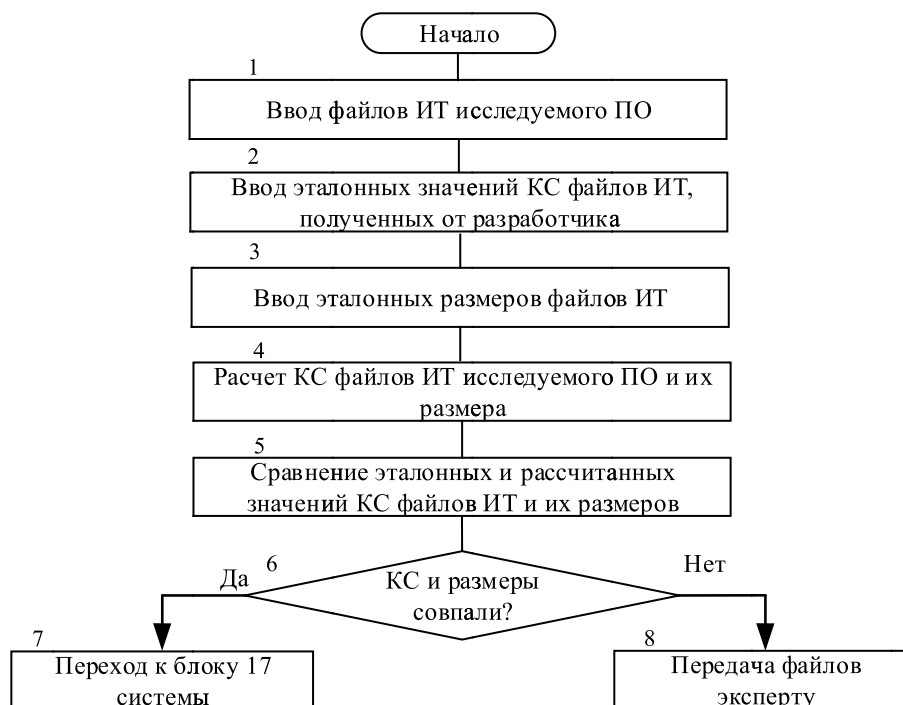 Начало
1
Ввод файлов ИТ исследуемого ПО
2
Ввод эталонных значений КС файлов ИТ,
полученных от разработчика
3
Ввод эталонных размеров файлов ИТ
4
Расчет КС файлов ИТ исследуемого ПО и их
размера
5
Сравнение эталонных и рассчитанных
значений КС файлов ИТ и их размеров
6
Да
Нет
КС и размеры
совпали?
7
Переход к блоку 17
системы
8
Передача файлов
эксперту